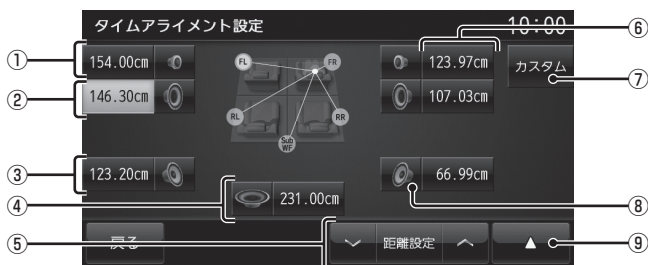 タイムアライメント設定 10:00
⑥
① 154.00cm FL FR 123.97cm カスタム ⑦
② 146.30cm 107.03cm
RL RR
Sub WF
③ 123.20cm 66.99cm
④ 231.00cm ⑧
⑤ 戻る 距離設定 ⑨